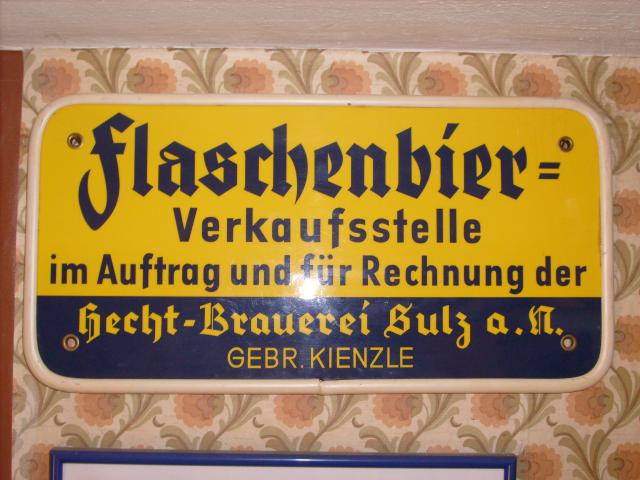 Flaschenbier=
Verkaufsstelle
im Auftrag und für Rechnung der
Hecht-Brauerei Sulz a.N.
GEBR. KIENZLE